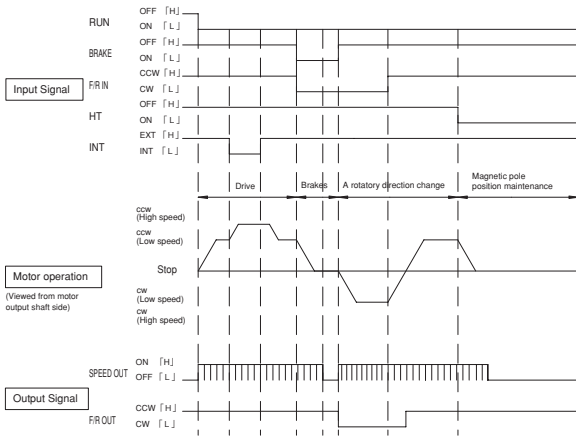 RUN
OFF 「H」
ON 「L」
BRAKE
OFF 「H」
ON 「L」
Input Signal
F/R IN
CCW 「H」
CW 「L」
HT
OFF 「H」
ON 「L」
INT
EXT 「H」
INT 「L」
Drive
Brakes
A rotatory direction change
Magnetic pole
position maintenance
Motor operation
(Viewed from motor
output shaft side)
ccw
(High speed)
ccw
(Low speed)
Stop
cw
(Low speed)
cw
(High speed)
Output Signal
SPEED OUT
ON 「H」
OFF 「L」
F/R OUT
CCW 「H」
CW 「L」